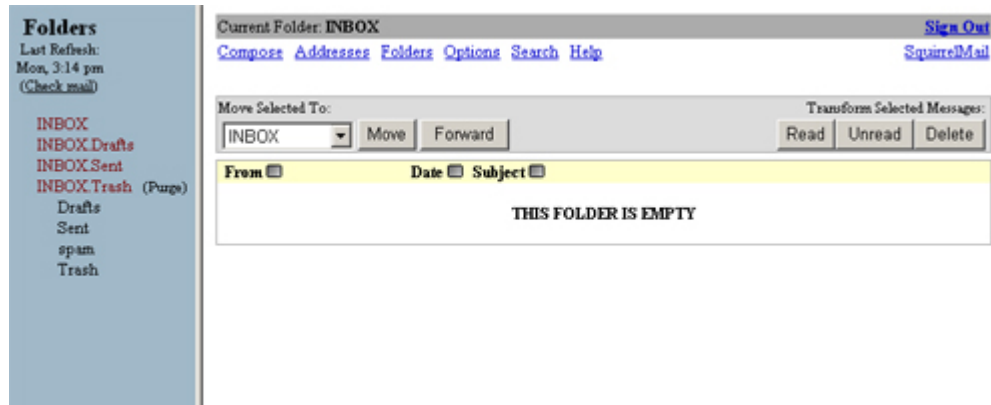 Folders
Last Refresh:
Mon, 3:14 pm
(Check mail)
INBOX
INBOX.Drafts
INBOX.Sent
INBOX.Trash (Purge)
Drafts
Sent
spam
Trash
Current Folder: INBOX Sign Out
Compose Addresses Folders Options Search Help SquirrelMail
Move Selected To: Transform Selected Messages:
INBOX Move Forward Read Unread Delete
From Date Subject
THIS FOLDER IS EMPTY